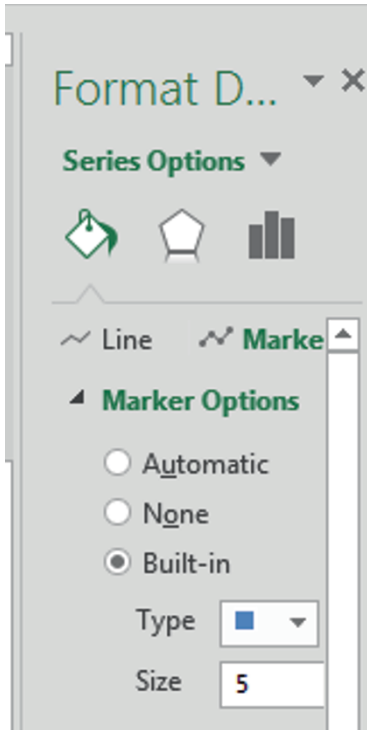 Format D...
Series Options
Line Marke
Marker Options
Automatic
None
Built-in
Type
Size 5